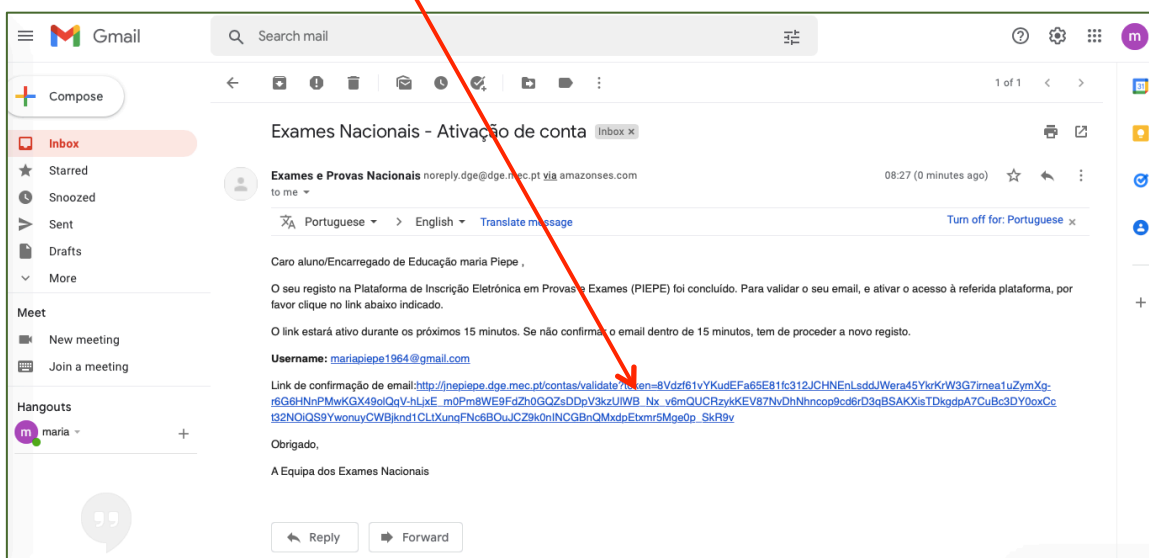 Gmail
Search mail
m
Compose
1 of 1
31
Exames Nacionais - Ativação de conta Inbox x
Inbox
Starred
Exames e Provas Nacionais noreply.dge@dge.mec.pt via amazonses.com
08:27 (0 minutes ago)
to me
Snoozed
Sent
Portuguese > English Translate message
Turn off for: Portuguese x
Drafts
Caro aluno/Encarregado de Educação maria Piepe ,
More
O seu registo na Plataforma de Inscrição Eletrónica em Provas e Exames (PIEPE) foi concluído. Para validar o seu email, e ativar o acesso à referida plataforma, por
favor clique no link abaixo indicado.
Meet
O link estará ativo durante os próximos 15 minutos. Se não confirmar o email dentro de 15 minutos, tem de proceder a novo registo.
New meeting
Username: mariapiepe1964@gmail.com
Join a meeting
Link de confirmação de email:http://jnepiepe.dge.mec.pt/contas/validate?token=8Vdzf61vYKudEFa65E81fc312JCHNEnLsddJWera45YkrKrW3G7irnea1uZymXg-
r6G6HNnPMwKGX49olQqV-hLjxE_m0Pm8WE9FdZh0GQZsDDpV3kzUlWB_Nx_v6mQUCRzykKEV87NvDhNhncop9cd6rD3qBSAKXisTDkgdpA7CuBc3DY0oxCc
t32NOiQS9YwonuyCWBjknd1CLtXunqFNc6BOuJCZ9k0nINCGBnQMxdpEtxmr5Mge0p_SkR9v
Hangouts
maria
Obrigado,
A Equipa dos Exames Nacionais
Reply
Forward